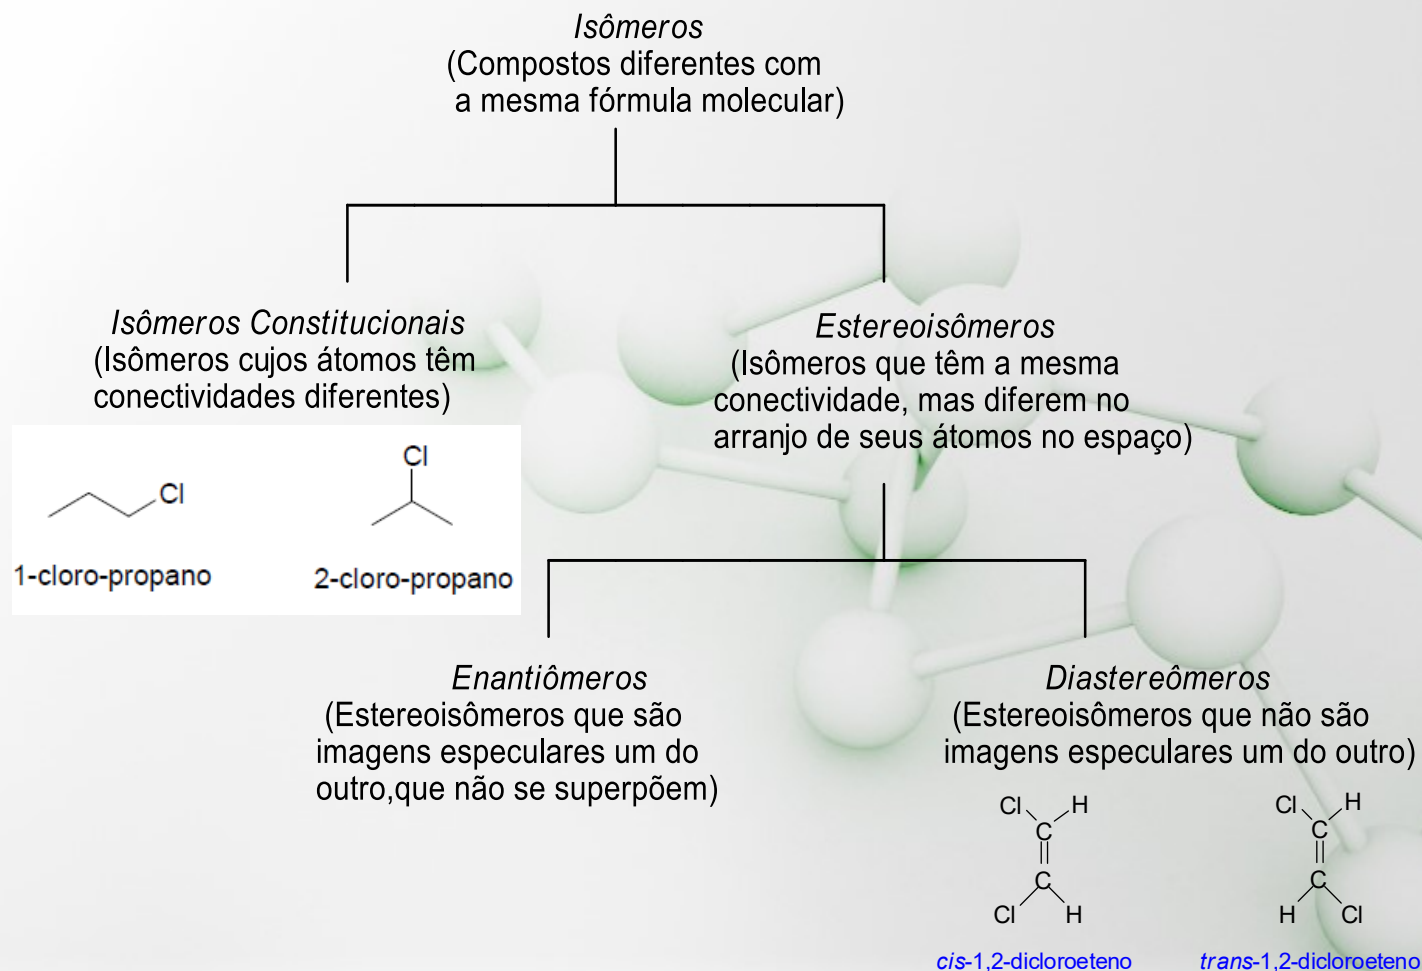 Isômeros
(Compostos diferentes com
a mesma fórmula molecular)
Isômeros Constitucionais
(Isômeros cujos átomos têm
conectividades diferentes)
Cl
1-cloro-propano
Cl
2-cloro-propano
Estereoisômeros
(Isômeros que têm a mesma
conectividade, mas diferem no
arranjo de seus átomos no espaço)
Enantiômeros
(Estereoisômeros que são
imagens especulares um do
outro,que não se superpõem)
Diastereômeros
(Estereoisômeros que não são
imagens especulares um do outro)
Cl H
C
C
Cl H
cis-1,2-dicloroeteno
Cl H
C
C
H Cl
trans-1,2-dicloroeteno